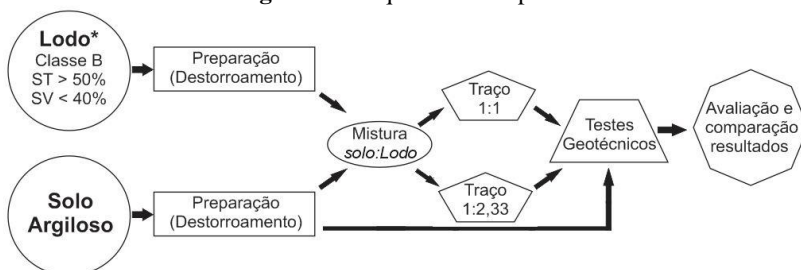 Lodo*
Classe B
ST > 50%
SV < 40%
Preparação
(Destorroamento)
Mistura
solo:Lodo
Traço
1:1
Traço
1:2,33
Testes
Geotécnicos
Avaliação e
comparação
resultados
Solo
Argiloso
Preparação
(Destorroamento)